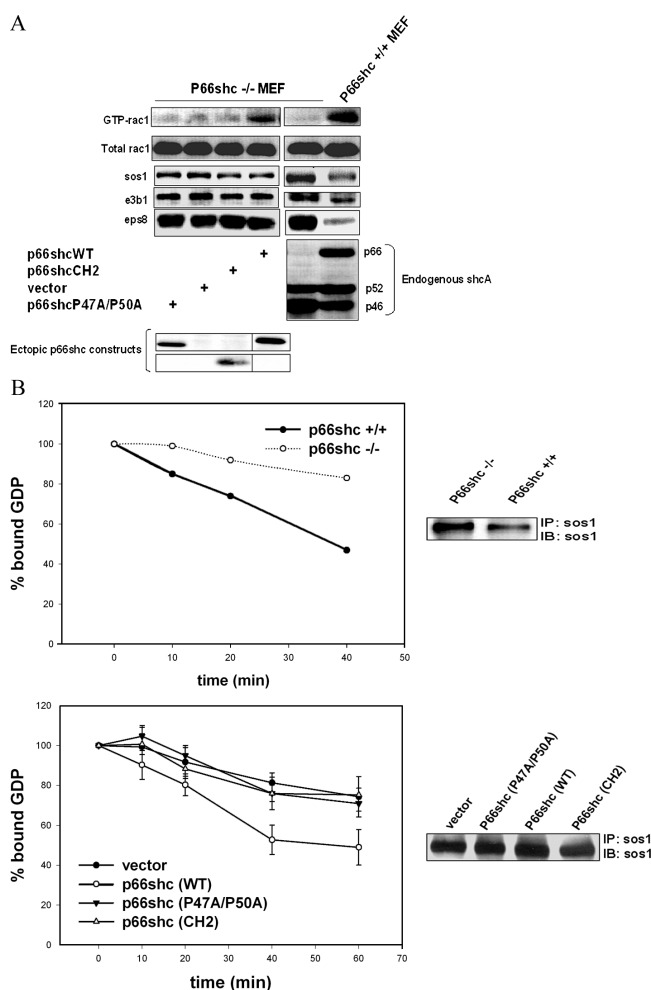 A
P66shc -/- MEF
P66shc +/+ MEF
GTP-rac1
Total rac1
sos1
e3b1
eps8
p66shcWT +
p66shcCH2 +
vector +
p66shcP47A/P50A +
p66
p52
p46
Endogenous shcA
Ectopic p66shc constructs
B
120
100
80
60
40
20
0
% bound GDP
p66shc +/+
p66shc -/-
0 10 20 30 40 50
time (min)
P66shc -/-
P66shc +/+
IP: sos1
IB: sos1
120
100
80
60
40
20
0
% bound GDP
vector
p66shc (WT)
p66shc (P47A/P50A)
p66shc (CH2)
0 10 20 30 40 50 60 70
time (min)
vector
P66shc (P47A/P50A)
P66shc (WT)
P66shc (CH2)
IP: sos1
IB: sos1